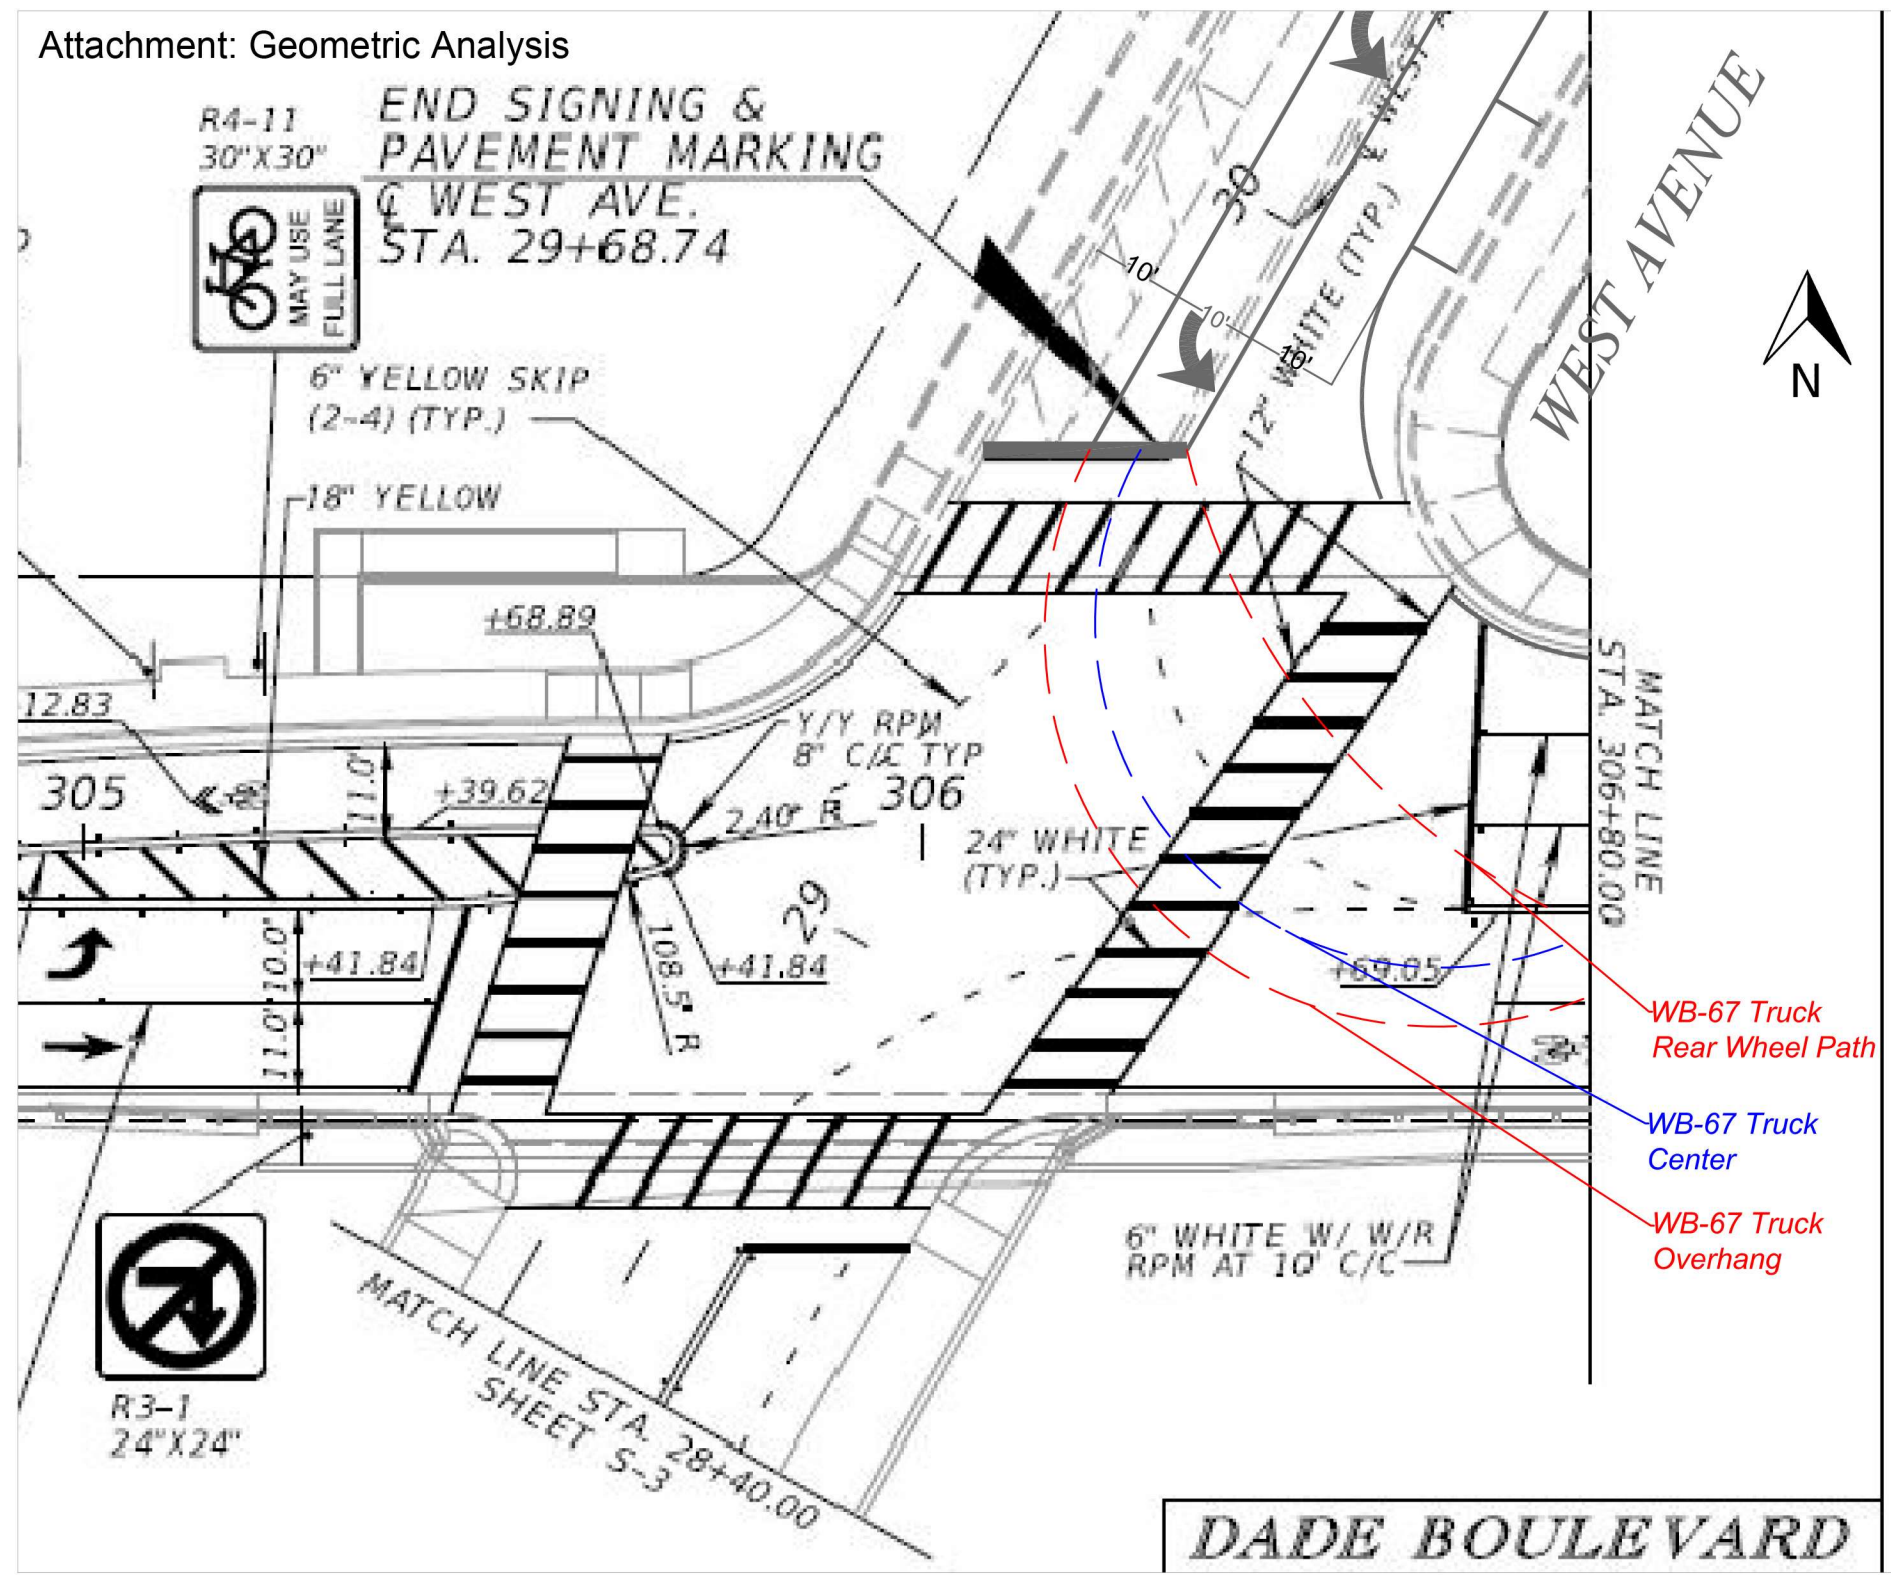 Attachment: Geometric Analysis
R4-11
30"X30"
MAY USE
FULL LANE
END SIGNING &
PAVEMENT MARKING
℄ WEST AVE.
STA. 29+68.74
6" YELLOW SKIP
(2-4) (TYP.)
18" YELLOW
30
10'
10'
10'
12" WHITE (TYP.)
℄ WEST
WEST AVENUE
N
+68.89
12.83
Y/Y RPM
8" C/C TYP
305
11.0'
+39.62
2.40' R
306
24" WHITE
(TYP.)
MATCH LINE
STA. 306+80.00
29
10.0'
+41.84
108.5' R
+41.84
+69.05
11.0'
WB-67 Truck
Rear Wheel Path
WB-67 Truck
Center
WB-67 Truck
Overhang
6" WHITE W/ W/R
RPM AT 10' C/C
R3-1
24"X24"
MATCH LINE STA. 28+40.00
SHEET S-3
DADE BOULEVARD